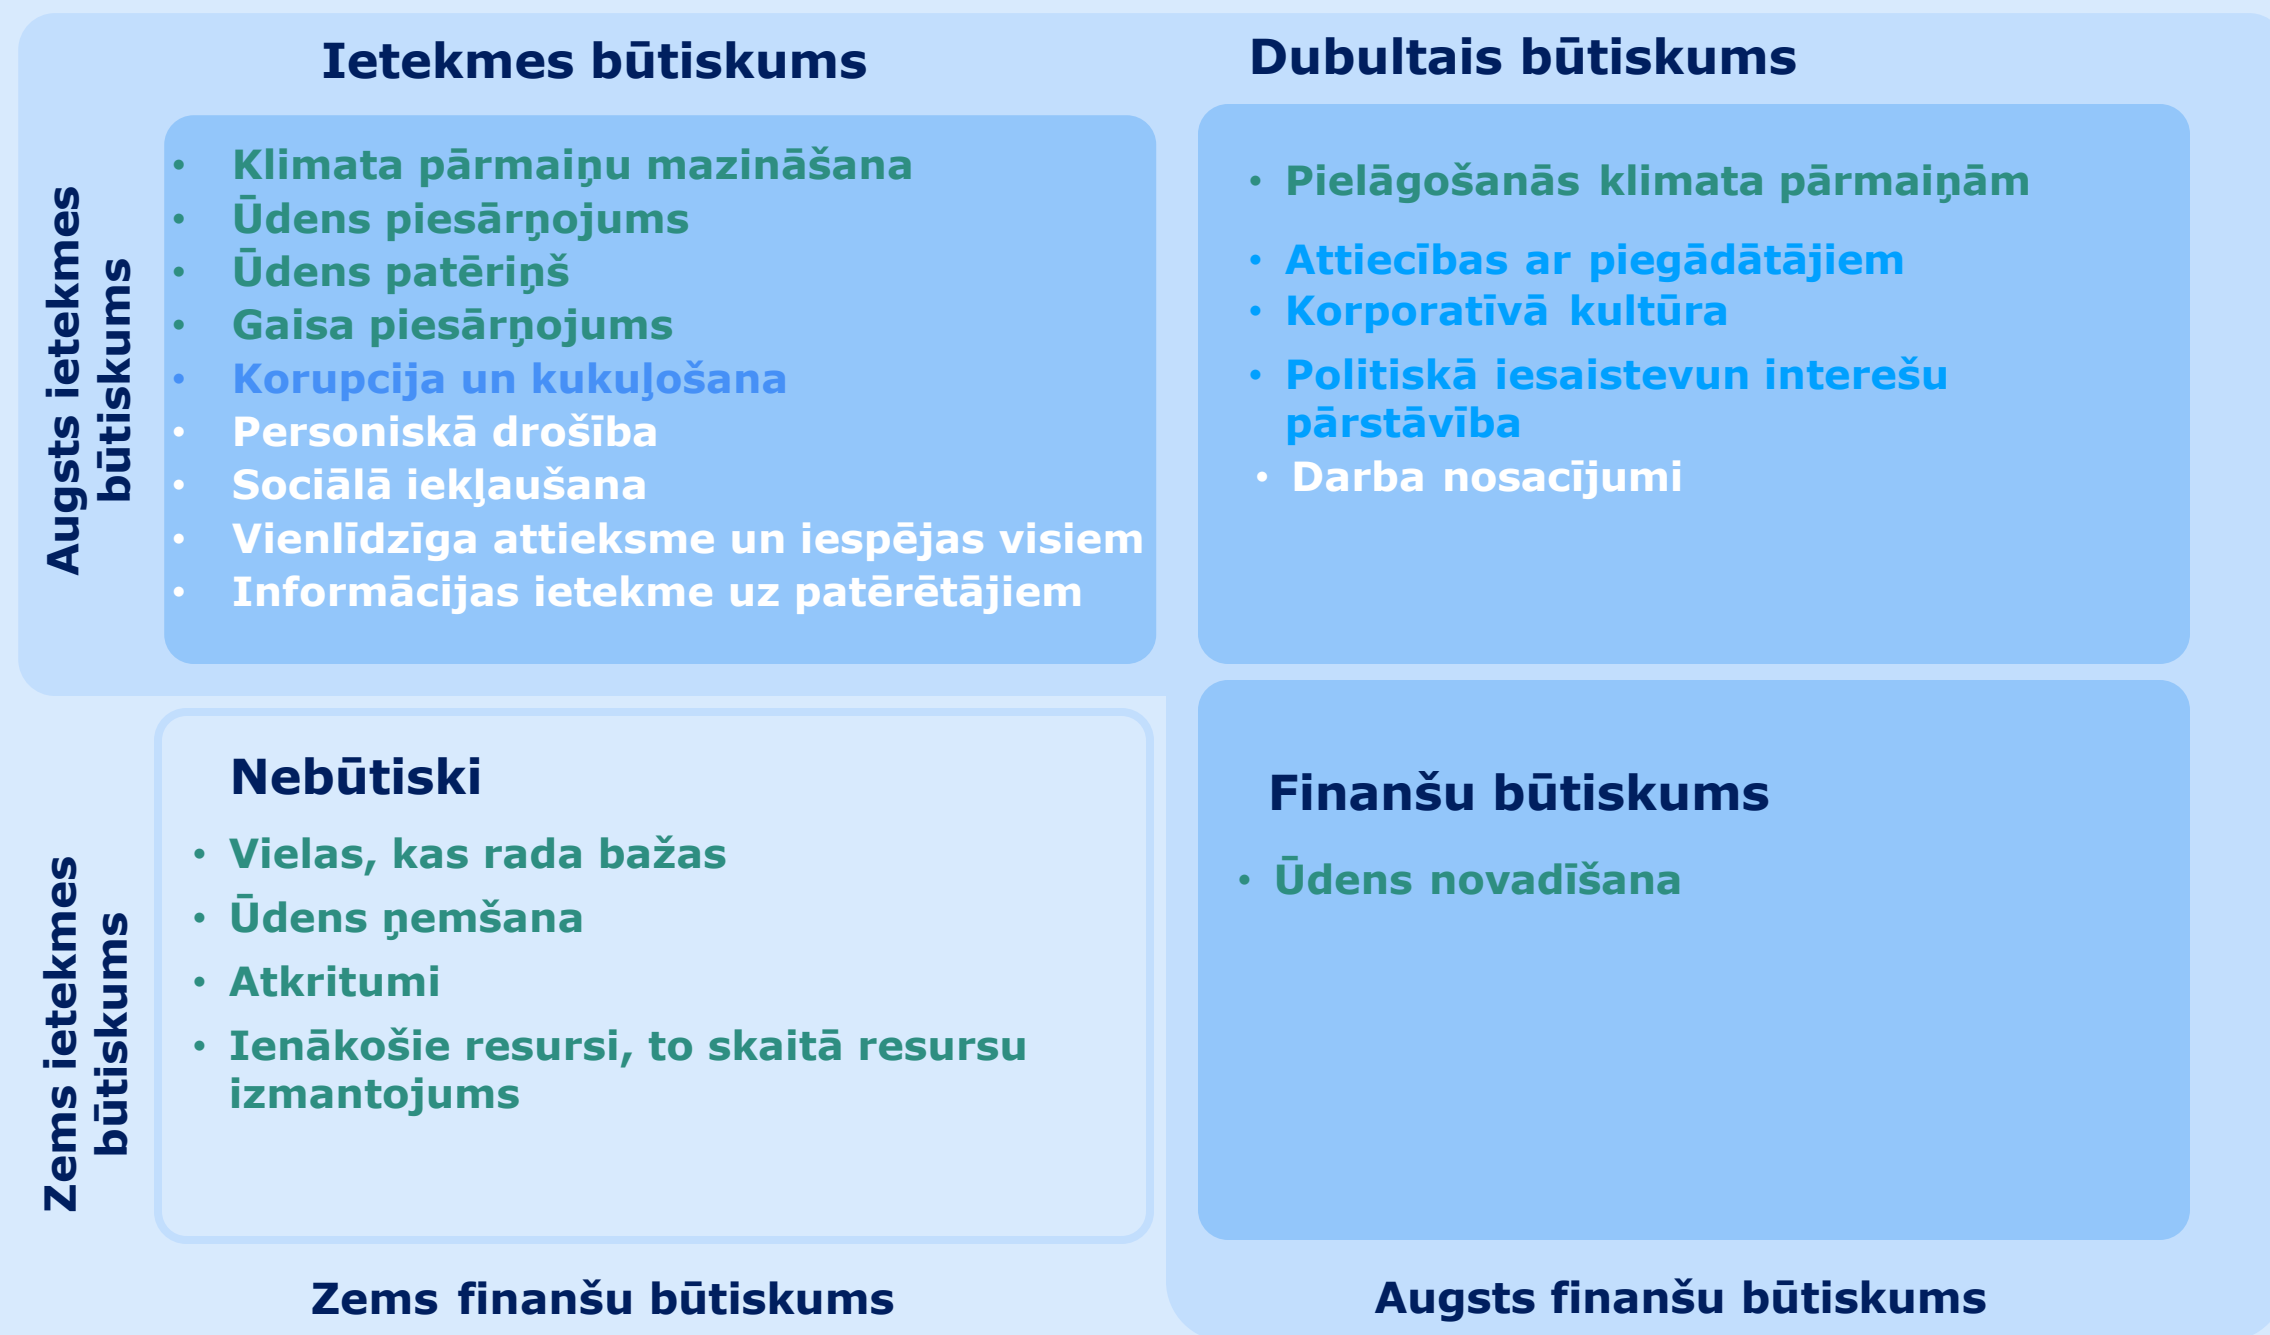 Ietekmes būtiskums
Dubultais būtiskums
Augsts ietekmes
būtiskums
• Klimata pārmaiņu mazināšana
• Ūdens piesārņojums
• Ūdens patēriņš
• Gaisa piesārņojums
• Korupcija un kukuļošana
• Personiskā drošība
• Sociālā iekļaušana
• Vienlīdzīga attieksme un iespējas visiem
• Informācijas ietekme uz patērētājiem
• Pielāgošanās klimata pārmaiņām
• Attiecības ar piegādātājiem
• Korporatīvā kultūra
• Politiskā iesaistevun interešu
pārstāvība
• Darba nosacījumi
Zems ietekmes
būtiskums
Nebūtiski
• Vielas, kas rada bažas
• Ūdens ņemšana
• Atkritumi
• Ienākošie resursi, to skaitā resursu
izmantojums
Finanšu būtiskums
• Ūdens novadīšana
Zems finanšu būtiskums
Augsts finanšu būtiskums